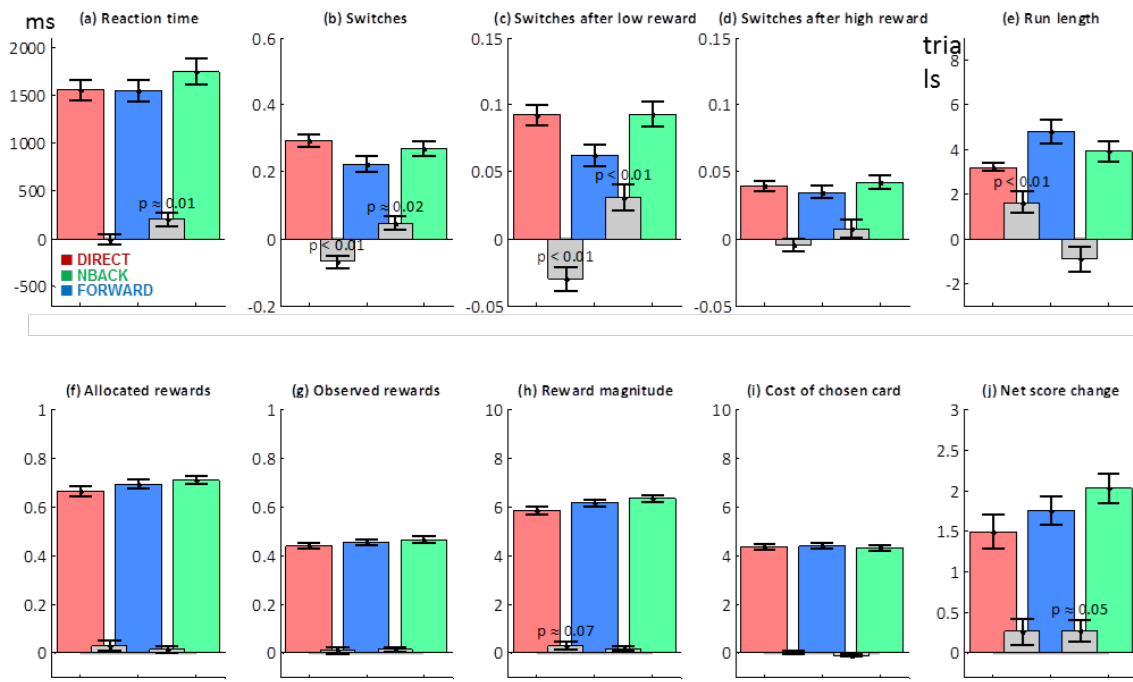 ms
(a) Reaction time
2000
1500
1000
500
0
-500
p ≈ 0.01
DIRECT
NBACK
FORWARD
(b) Switches
0.6
0.4
0.2
0
-0.2
p < 0.01
p ≈ 0.02
(c) Switches after low reward
0.15
0.1
0.05
0
-0.05
p < 0.01
p < 0.01
(d) Switches after high reward
0.15
0.1
0.05
0
-0.05
(e) Run length
tria
ls
8
6
4
2
0
-2
p < 0.01
(f) Allocated rewards
1
0.8
0.6
0.4
0.2
0
(g) Observed rewards
1
0.8
0.6
0.4
0.2
0
(h) Reward magnitude
10
8
6
4
2
0
p ≈ 0.07
(i) Cost of chosen card
10
8
6
4
2
0
(j) Net score change
3
2.5
2
1.5
1
0.5
0
p ≈ 0.05